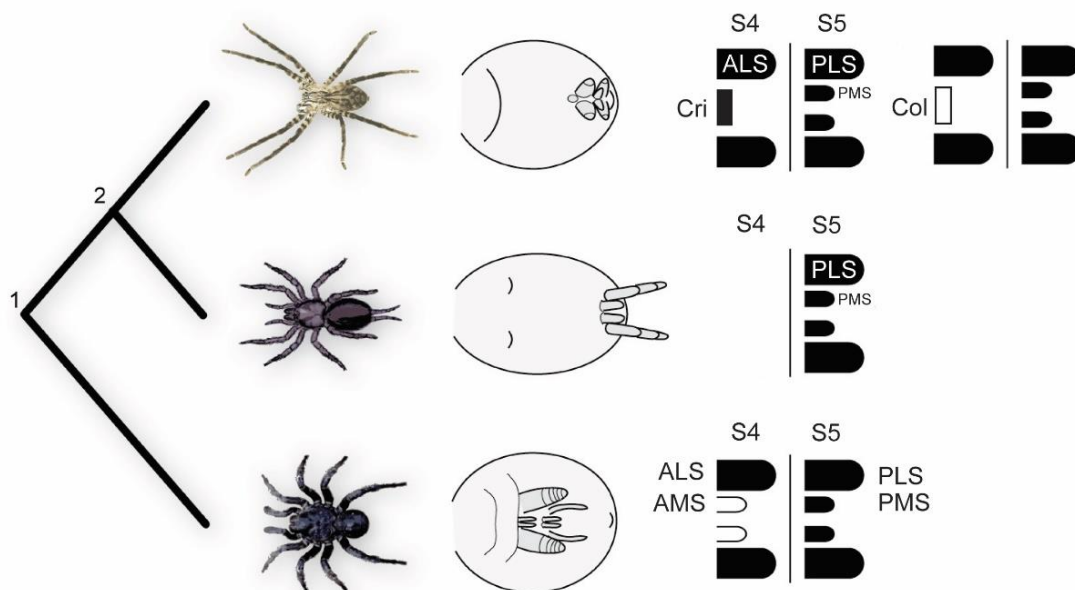 S4 S5
ALS PLS
PMS
Cri Col
2
S4 S5
PLS
PMS
1
S4 S5
ALS PLS
AMS PMS